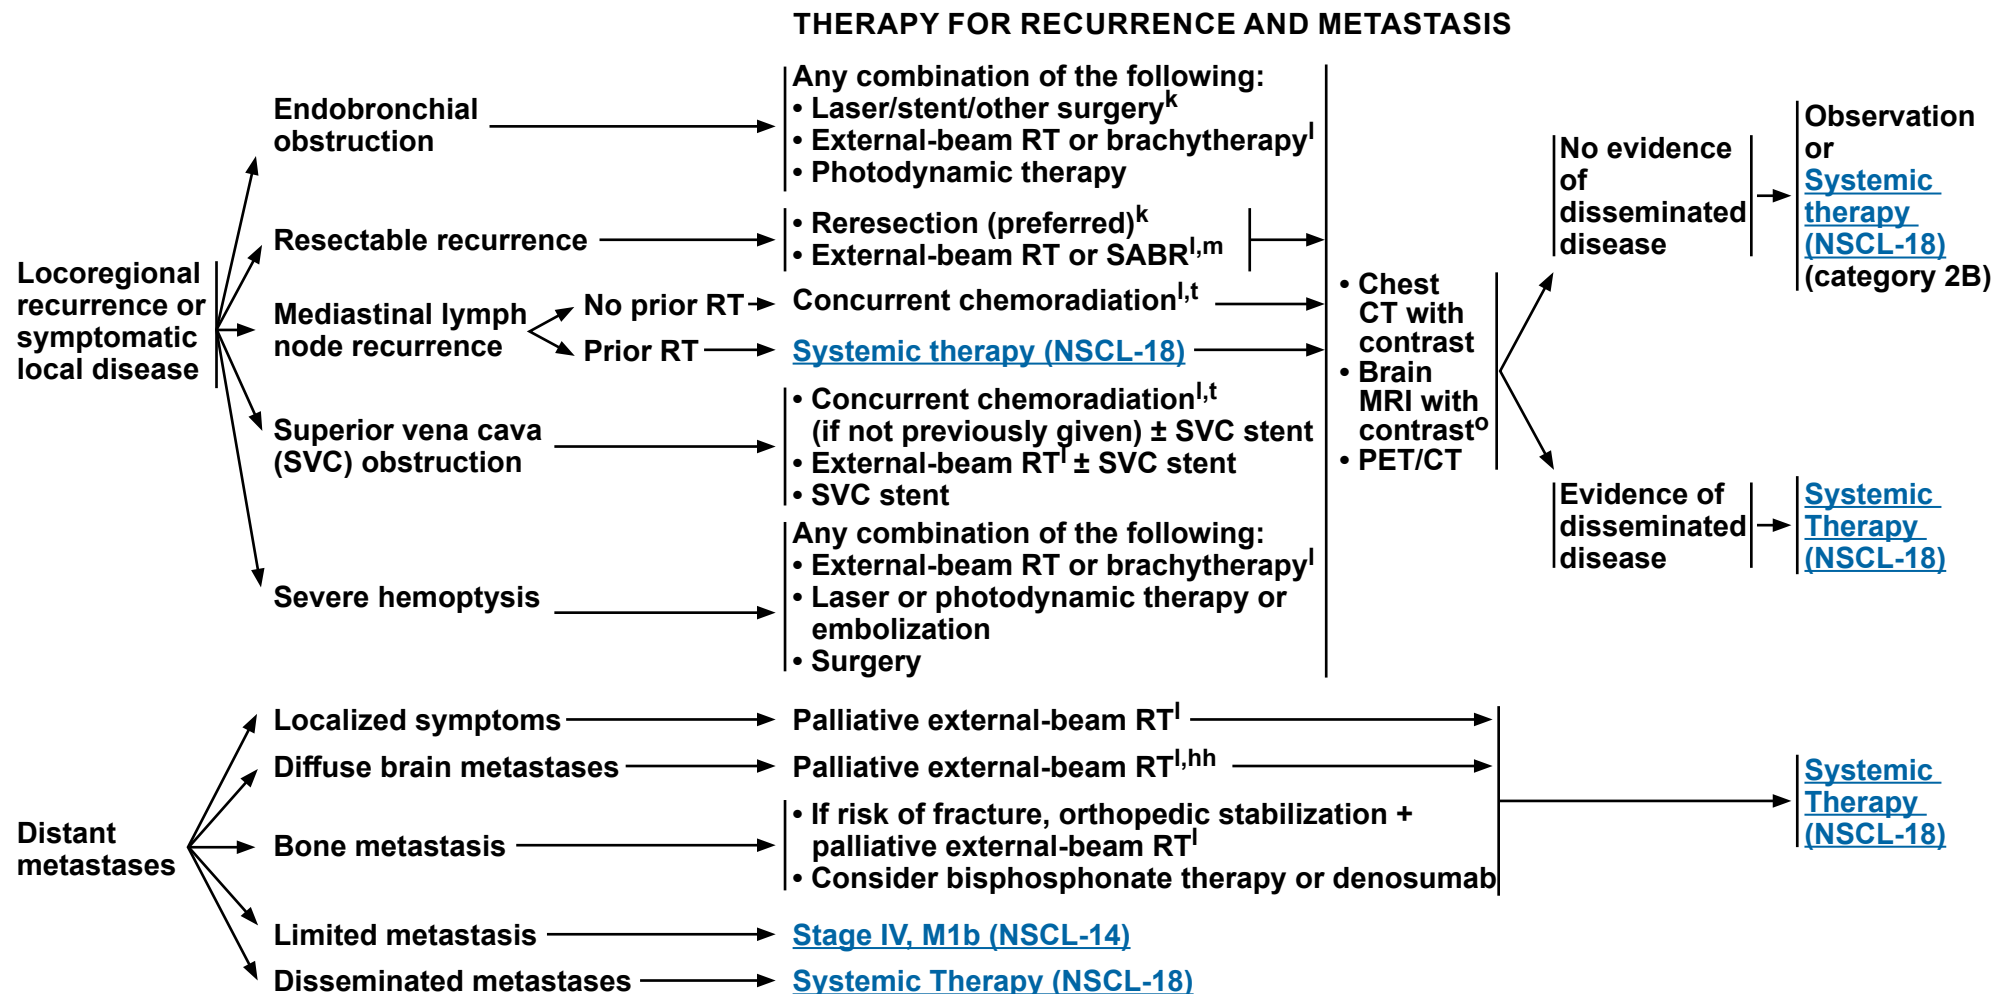 THERAPY FOR RECURRENCE AND METASTASIS
Locoregional
recurrence or
symptomatic
local disease
Endobronchial
obstruction
Any combination of the following:
• Laser/stent/other surgeryk
• External-beam RT or brachytherapyl
• Photodynamic therapy
Resectable recurrence
• Reresection (preferred)k
• External-beam RT or SABRl,m
Mediastinal lymph
node recurrence
No prior RT
Concurrent chemoradiationl,t
Prior RT
Systemic therapy (NSCL-18)
Superior vena cava
(SVC) obstruction
• Concurrent chemoradiationl,t
(if not previously given) ± SVC stent
• External-beam RTl ± SVC stent
• SVC stent
Severe hemoptysis
Any combination of the following:
• External-beam RT or brachytherapyl
• Laser or photodynamic therapy or
embolization
• Surgery
• Chest
CT with
contrast
• Brain
MRI with
contrasto
• PET/CT
No evidence
of
disseminated
disease
Observation
or
Systemic
therapy
(NSCL-18)
(category 2B)
Evidence of
disseminated
disease
Systemic
Therapy
(NSCL-18)
Distant
metastases
Localized symptoms
Palliative external-beam RTl
Diffuse brain metastases
Palliative external-beam RTl,hh
Bone metastasis
• If risk of fracture, orthopedic stabilization +
palliative external-beam RTl
• Consider bisphosphonate therapy or denosumab
Systemic
Therapy
(NSCL-18)
Limited metastasis
Stage IV, M1b (NSCL-14)
Disseminated metastases
Systemic Therapy (NSCL-18)